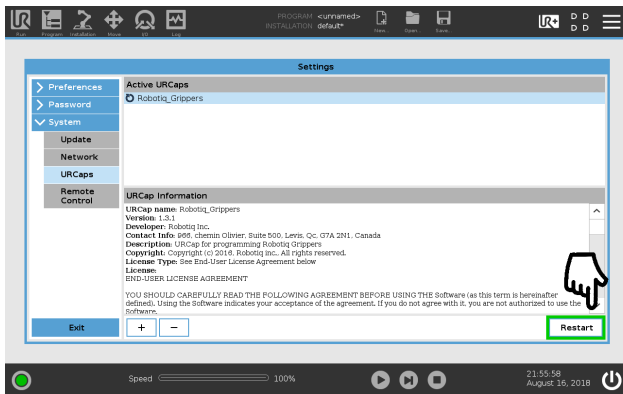 PROGRAM <unnamed>
INSTALLATION default*
Run
Program
Installation
Move
I/O
Log
New...
Open...
Save...
UR+
D D
D D
Settings
Preferences
Password
System
Update
Network
URCaps
Remote
Control
Exit
Active URCaps
Robotiq_Grippers
URCap Information
URCap name: Robotiq_Grippers
Version: 1.3.1
Developer: Robotiq Inc.
Contact Info: 966, chemin Olivier, Suite 500, Levis, Qc, G7A 2N1, Canada
Description: URCap for programming Robotiq Grippers
Copyright: Copyright (c) 2016, Robotiq inc.. All rights reserved.
License Type: See End-User License Agreement below
License:
END-USER LICENSE AGREEMENT
YOU SHOULD CAREFULLY READ THE FOLLOWING AGREEMENT BEFORE USING THE Software (as this term is hereinafter
defined). Using the Software indicates your acceptance of the agreement. If you do not agree with it, you are not authorized to use the
Software.
+
−
Restart
Speed
100%
21:55:58
August 16, 2018